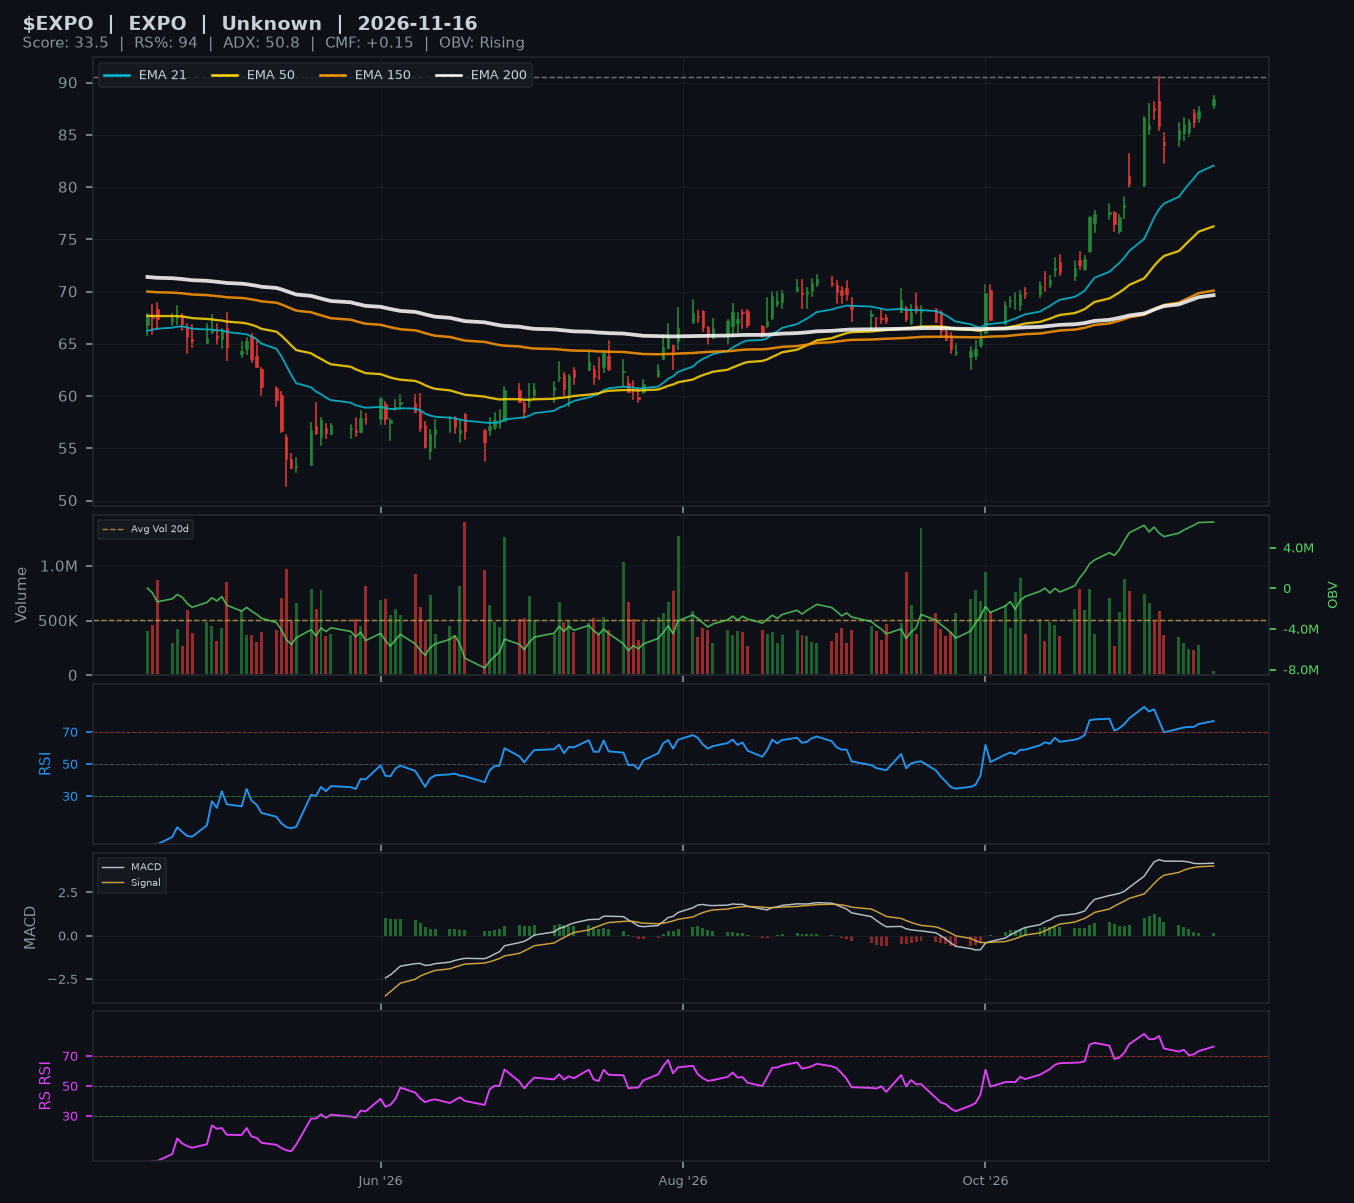 $EXPO | EXPO | Unknown | 2026-11-16
Score: 33.5 | RS%: 94 | ADX: 50.8 | CMF: +0.15 | OBV: Rising
EMA 21 EMA 50 EMA 150 EMA 200
90
85
80
75
70
65
60
55
50
Avg Vol 20d
Volume
1.0M
500K
0
OBV
4.0M
0
-4.0M
-8.0M
RSI
70
50
30
MACD
Signal
MACD
2.5
0.0
−2.5
RS RSI
70
50
30
Jun '26 Aug '26 Oct '26